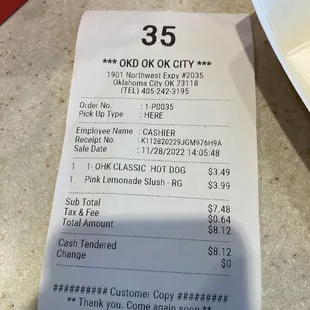 35
*** OKD OK OK CITY ***
1901 Northwest Expy #2035
Oklahoma City OK 73118
(TEL) 405-242-3195
Order No. : 1-P0035
Pick Up Type : HERE
Employee Name : CASHIER
Receipt No. : K112820229JGM976H9A
Sale Date : 11/28/2022 14:05:48
1 1- OHK CLASSIC HOT DOG $3.49
1 Pink Lemonade Slush - RG $3.99
Sub Total $7.48
Tax & Fee $0.64
Total Amount $8.12
Cash Tendered $8.12
Change $0
########## Customer Copy #########
** Thank you. Come again soon **